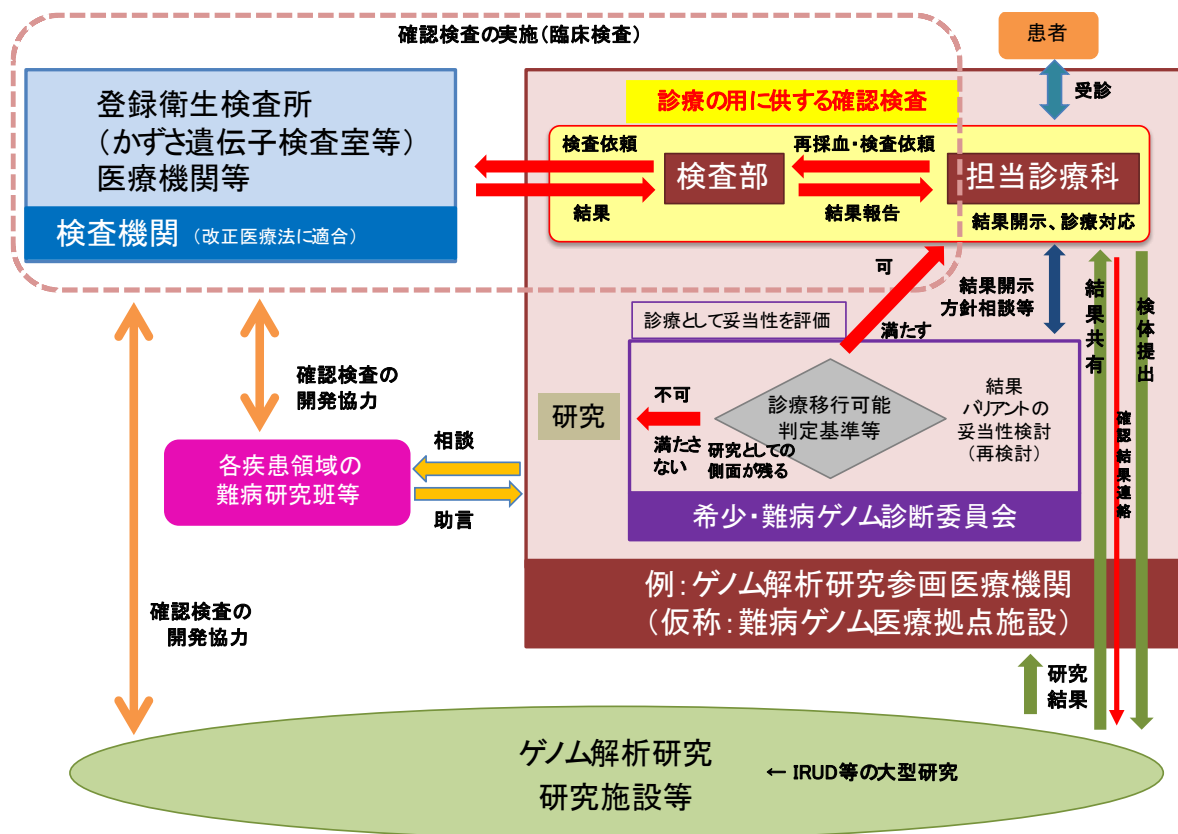 確認検査の実施（臨床検査）
患者
受診
登録衛生検査所
（かずさ遺伝子検査室等）
医療機関等
検査機関（改正医療法に適合）
診療の用に供する確認検査
検査依頼
検査部
結果
再採血・検査依頼
結果報告
担当診療科
結果開示、診療対応
可
満たす
結果開示
方針相談等
結果共有
確認結果連絡
検体提出
診療として妥当性を評価
研究
不可
満たさ
ない
診療移行可能
判定基準等
研究としての
側面が残る
結果
バリアントの
妥当性検討
（再検討）
希少・難病ゲノム診断委員会
例：ゲノム解析研究参画医療機関
（仮称：難病ゲノム医療拠点施設）
確認検査の
開発協力
各疾患領域の
難病研究班等
相談
助言
確認検査の
開発協力
研究
結果
ゲノム解析研究
研究施設等
← IRUD等の大型研究